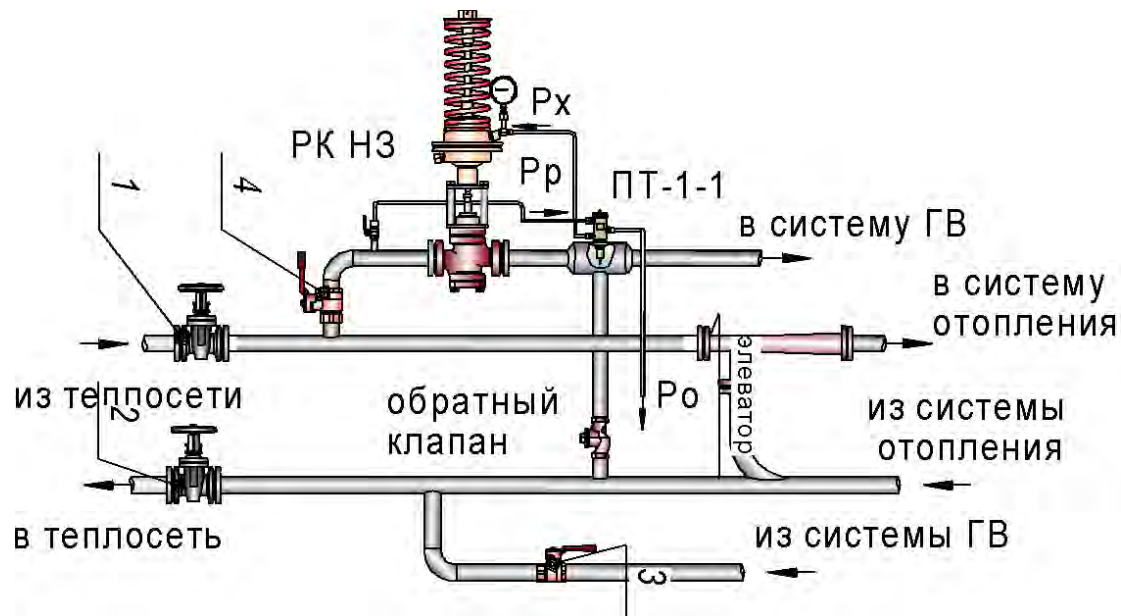 Рх
РК НЗ
Рр
ПТ-1-1
1
4
в систему ГВ
в систему
отопления
из теплосети
элеватор
обратный
клапан
Ро
из системы
отопления
2
в теплосеть
из системы ГВ
3